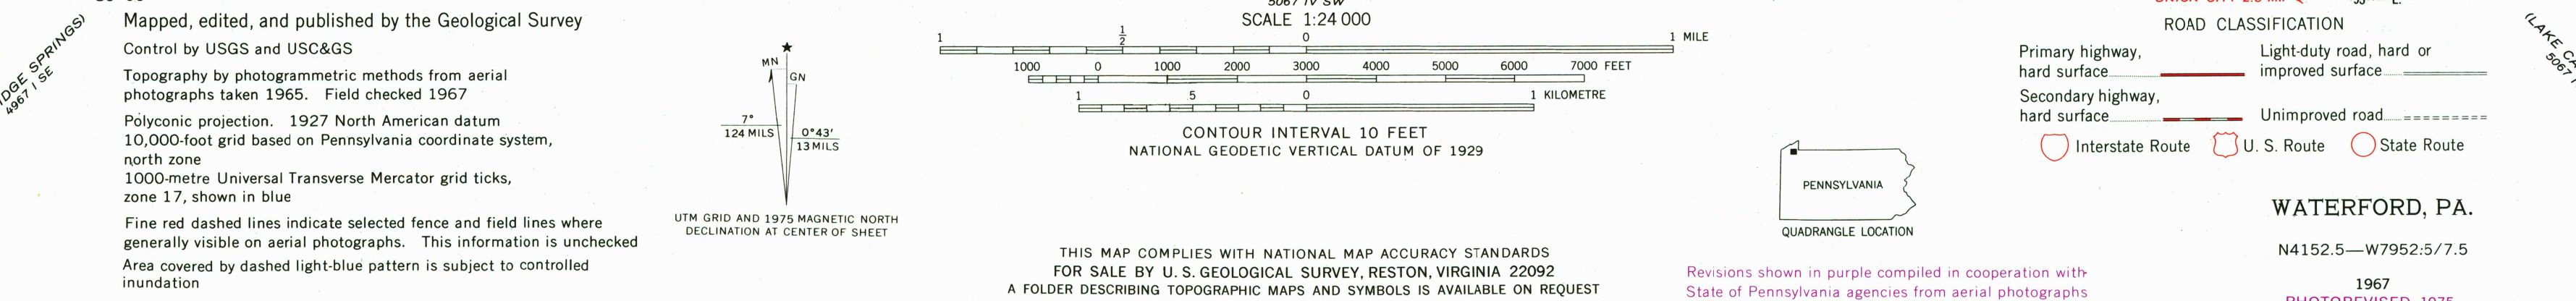 DGE SPRINGS)
4967 I SE
Mapped, edited, and published by the Geological Survey
Control by USGS and USC&GS
Topography by photogrammetric methods from aerial
photographs taken 1965. Field checked 1967
Polyconic projection. 1927 North American datum
10,000-foot grid based on Pennsylvania coordinate system,
north zone
1000-metre Universal Transverse Mercator grid ticks,
zone 17, shown in blue
Fine red dashed lines indicate selected fence and field lines where
generally visible on aerial photographs. This information is unchecked
Area covered by dashed light-blue pattern is subject to controlled
inundation
MN
GN
7°
124 MILS
0°43'
13 MILS
UTM GRID AND 1975 MAGNETIC NORTH
DECLINATION AT CENTER OF SHEET
5067 IV SW
SCALE 1:24 000
1 1/2 0 1 MILE
1000 0 1000 2000 3000 4000 5000 6000 7000 FEET
1 .5 0 1 KILOMETRE
CONTOUR INTERVAL 10 FEET
NATIONAL GEODETIC VERTICAL DATUM OF 1929
THIS MAP COMPLIES WITH NATIONAL MAP ACCURACY STANDARDS
FOR SALE BY U. S. GEOLOGICAL SURVEY, RESTON, VIRGINIA 22092
A FOLDER DESCRIBING TOPOGRAPHIC MAPS AND SYMBOLS IS AVAILABLE ON REQUEST
PENNSYLVANIA
QUADRANGLE LOCATION
Revisions shown in purple compiled in cooperation with
State of Pennsylvania agencies from aerial photographs
ROAD CLASSIFICATION
Primary highway,
hard surface
Light-duty road, hard or
improved surface
Secondary highway,
hard surface
Unimproved road
Interstate Route
U. S. Route
State Route
(LAKE CA
5067 I
WATERFORD, PA.
N4152.5—W7952.5/7.5
1967
PHOTOREVISED 1975